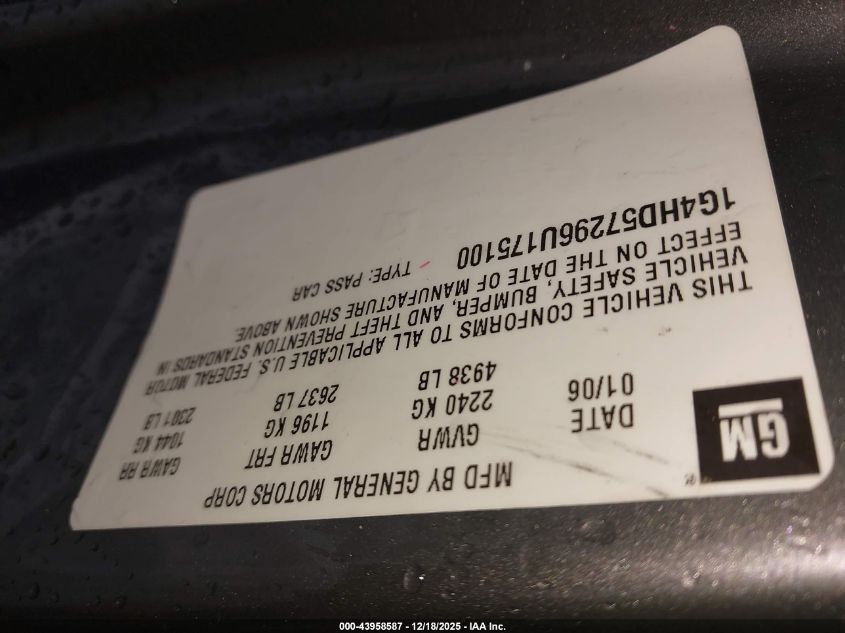 GM
®
MFD BY GENERAL MOTORS CORP
DATE GVWR GAWR FRT GAWR RR
01/06 2240 KG 1196 KG 1044 KG
4938 LB 2637 LB 2301 LB
THIS VEHICLE CONFORMS TO ALL APPLICABLE U.S. FEDERAL MOTOR
VEHICLE SAFETY, BUMPER, AND THEFT PREVENTION STANDARDS IN
EFFECT ON THE DATE OF MANUFACTURE SHOWN ABOVE.
1G4HD57296U175100 TYPE: PASS CAR
000-43958587 - 12/18/2025 - IAA Inc.